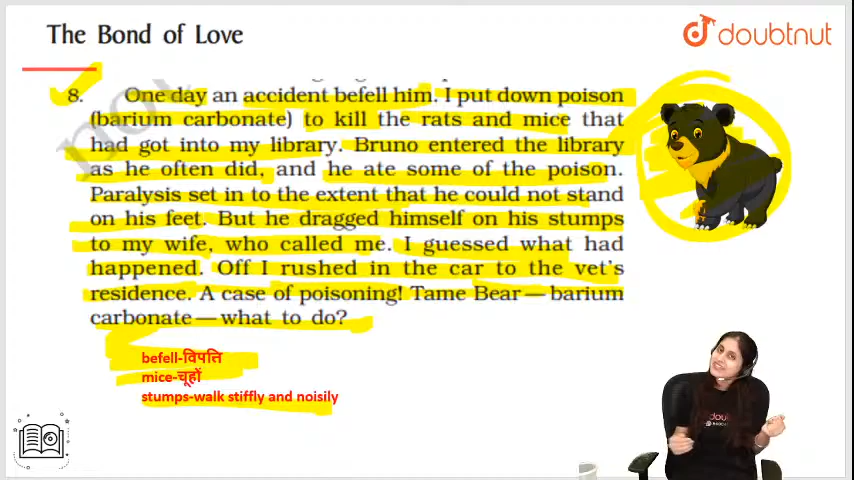 The Bond of Love
doubtnut
8. One day an accident befell him. I put down poison
(barium carbonate) to kill the rats and mice that
had got into my library. Bruno entered the library
as he often did, and he ate some of the poison.
Paralysis set in to the extent that he could not stand
on his feet. But he dragged himself on his stumps
to my wife, who called me. I guessed what had
happened. Off I rushed in the car to the vet's
residence. A case of poisoning! Tame Bear—barium
carbonate—what to do?
befell-विपत्ति
mice-चूहों
stumps-walk stiffly and noisily